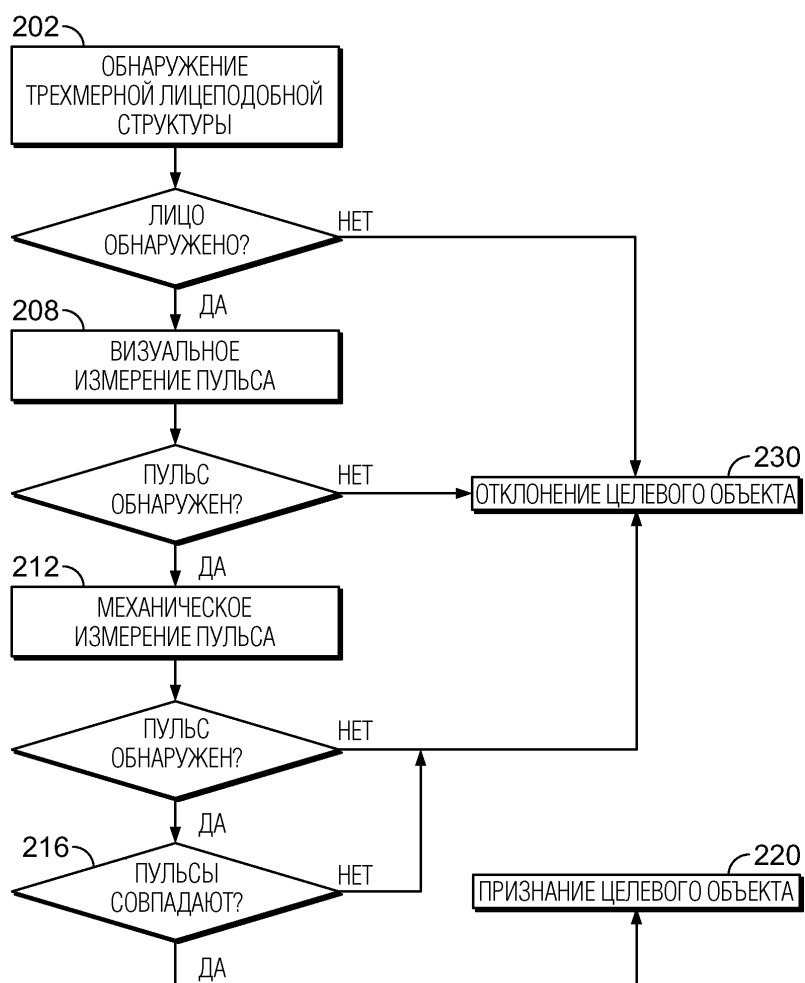 202
ОБНАРУЖЕНИЕ
ТРЕХМЕРНОЙ ЛИЦЕПОДОБНОЙ
СТРУКТУРЫ
ЛИЦО
ОБНАРУЖЕНО?
НЕТ
ДА
208
ВИЗУАЛЬНОЕ
ИЗМЕРЕНИЕ ПУЛЬСА
ПУЛЬС
ОБНАРУЖЕН?
НЕТ
230
ОТКЛОНЕНИЕ ЦЕЛЕВОГО ОБЪЕКТА
ДА
212
МЕХАНИЧЕСКОЕ
ИЗМЕРЕНИЕ ПУЛЬСА
ПУЛЬС
ОБНАРУЖЕН?
НЕТ
ДА
216
ПУЛЬСЫ
СОВПАДАЮТ?
НЕТ
220
ПРИЗНАНИЕ ЦЕЛЕВОГО ОБЪЕКТА
ДА